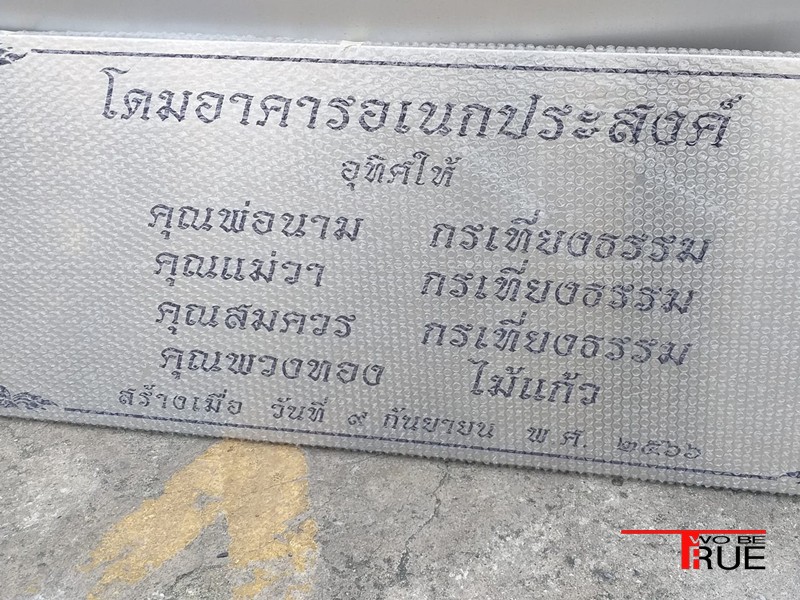 โดมอาคารอเนกประสงค์
อุทิศให้
คุณพ่อนาม กรเที่ยงธรรม
คุณแม่วา กรเที่ยงธรรม
คุณสมควร กรเที่ยงธรรม
คุณพวงทอง ไม้แก้ว
สร้างเมื่อ วันที่ ๙ กันยายน พ.ศ. ๒๕๖๖
TWO BE
TRUE